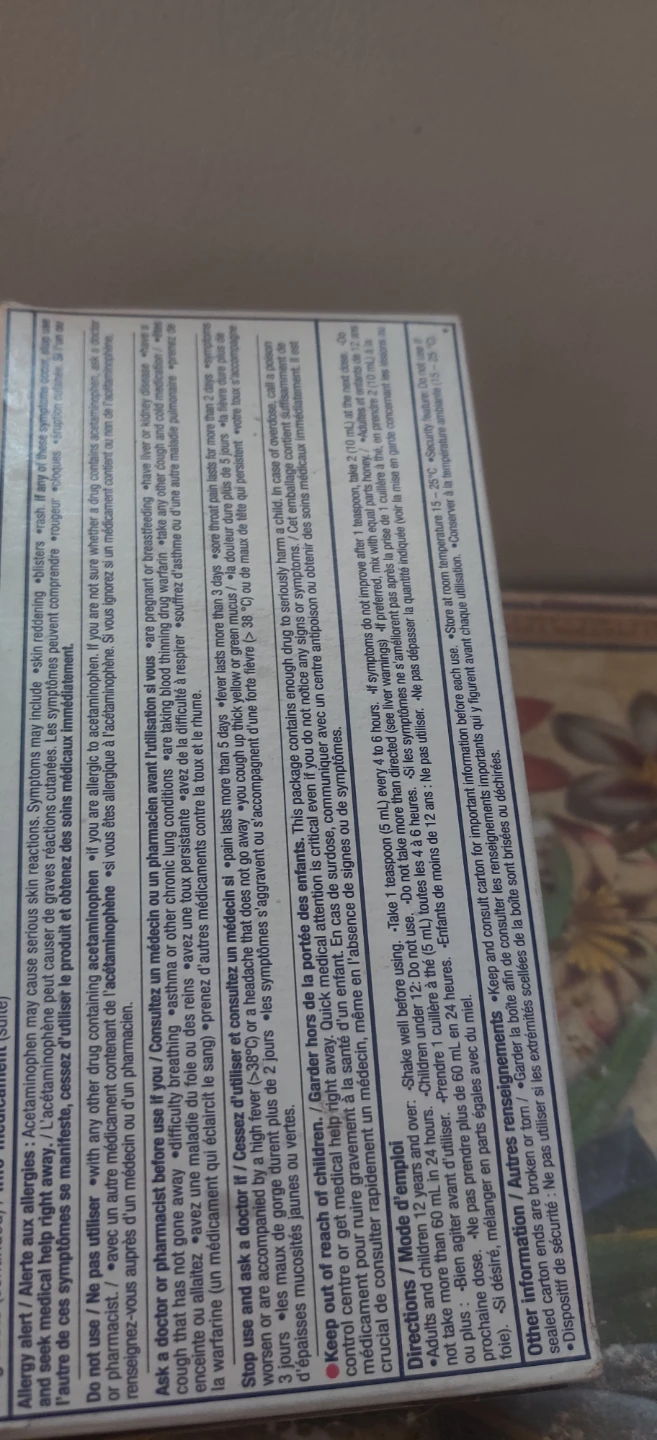 Allergy alert / Alerte aux allergies : Acetaminophen may cause serious skin reactions. Symptoms may include •skin reddening •blisters •rash. If any of these symptoms occur, stop use
and seek medical help right away. / L'acétaminophène peut causer de graves réactions cutanées. Les symptômes peuvent comprendre •rougeur •cloques •éruption cutanée. Si l'un ou
l'autre de ces symptômes se manifeste, cessez d'utiliser le produit et obtenez des soins médicaux immédiatement.
Do not use / Ne pas utiliser •with any other drug containing acetaminophen •if you are allergic to acetaminophen. If you are not sure whether a drug contains acetaminophen, ask a doctor
or pharmacist. / •avec un autre médicament contenant de l'acétaminophène •si vous êtes allergique à l'acétaminophène. Si vous ignorez si un médicament contient ou non de l'acétaminophène,
renseignez-vous auprès d'un médecin ou d'un pharmacien.
Ask a doctor or pharmacist before use if you / Consultez un médecin ou un pharmacien avant l'utilisation si vous •are pregnant or breastfeeding •have liver or kidney disease •have a
cough that has not gone away •difficulty breathing •asthma or other chronic lung conditions •are taking blood thinning drug warfarin •take any other cough and cold medication / •êtes
enceinte ou allaitez •avez une maladie du foie ou des reins •avez une toux persistante •avez de la difficulté à respirer •souffrez d'asthme ou d'une autre maladie pulmonaire •prenez de
la warfarine (un médicament qui éclaircit le sang) •prenez d'autres médicaments contre la toux et le rhume.
Stop use and ask a doctor if / Cessez d'utiliser et consultez un médecin si •pain lasts more than 5 days •fever lasts more than 3 days •sore throat pain lasts for more than 2 days •symptoms
worsen or are accompanied by a high fever (>38°C) or a headache that does not go away •you cough up thick yellow or green mucus / •la douleur dure plus de 5 jours •la fièvre dure plus de
3 jours •les maux de gorge durent plus de 2 jours •les symptômes s'aggravent ou s'accompagnent d'une forte fièvre (> 38 °C) ou de maux de tête qui persistent •votre toux s'accompagne
d'épaisses mucosités jaunes ou vertes.
•Keep out of reach of children. / Garder hors de la portée des enfants. This package contains enough drug to seriously harm a child. In case of overdose, call a poison
control centre or get medical help right away. Quick medical attention is critical even if you do not notice any signs or symptoms. / Cet emballage contient suffisamment de
médicament pour nuire gravement à la santé d'un enfant. En cas de surdose, communiquer avec un centre antipoison ou obtenir des soins médicaux immédiatement. Il est
crucial de consulter rapidement un médecin, même en l'absence de signes ou de symptômes.
Directions / Mode d'emploi
•Adults and children 12 years and over: -Shake well before using. -Take 1 teaspoon (5 mL) every 4 to 6 hours. -If symptoms do not improve after 1 teaspoon, take 2 (10 mL) at the next dose. -Do
not take more than 60 mL in 24 hours. -Children under 12: Do not use. -Do not take more than directed (see liver warnings) -If preferred, mix with equal parts honey. / •Adultes et enfants de 12 ans
ou plus : -Bien agiter avant d'utiliser. -Prendre 1 cuillère à thé (5 mL) toutes les 4 à 6 heures. -Si les symptômes ne s'améliorent pas après la prise de 1 cuillère à thé, en prendre 2 (10 mL) à la
prochaine dose. -Ne pas prendre plus de 60 mL en 24 heures. -Enfants de moins de 12 ans : Ne pas utiliser. -Ne pas dépasser la quantité indiquée (voir la mise en garde concernant les lésions au
foie). -Si désiré, mélanger en parts égales avec du miel.
Other information / Autres renseignements •Keep and consult carton for important information before each use. •Store at room temperature 15 – 25°C •Security feature: Do not use if
sealed carton ends are broken or torn / •Garder la boîte afin de consulter les renseignements importants qui y figurent avant chaque utilisation. •Conserver à la température ambiante (15 – 25 °C).
•Dispositif de sécurité : Ne pas utiliser si les extrémités scellées de la boîte sont brisées ou déchirées.